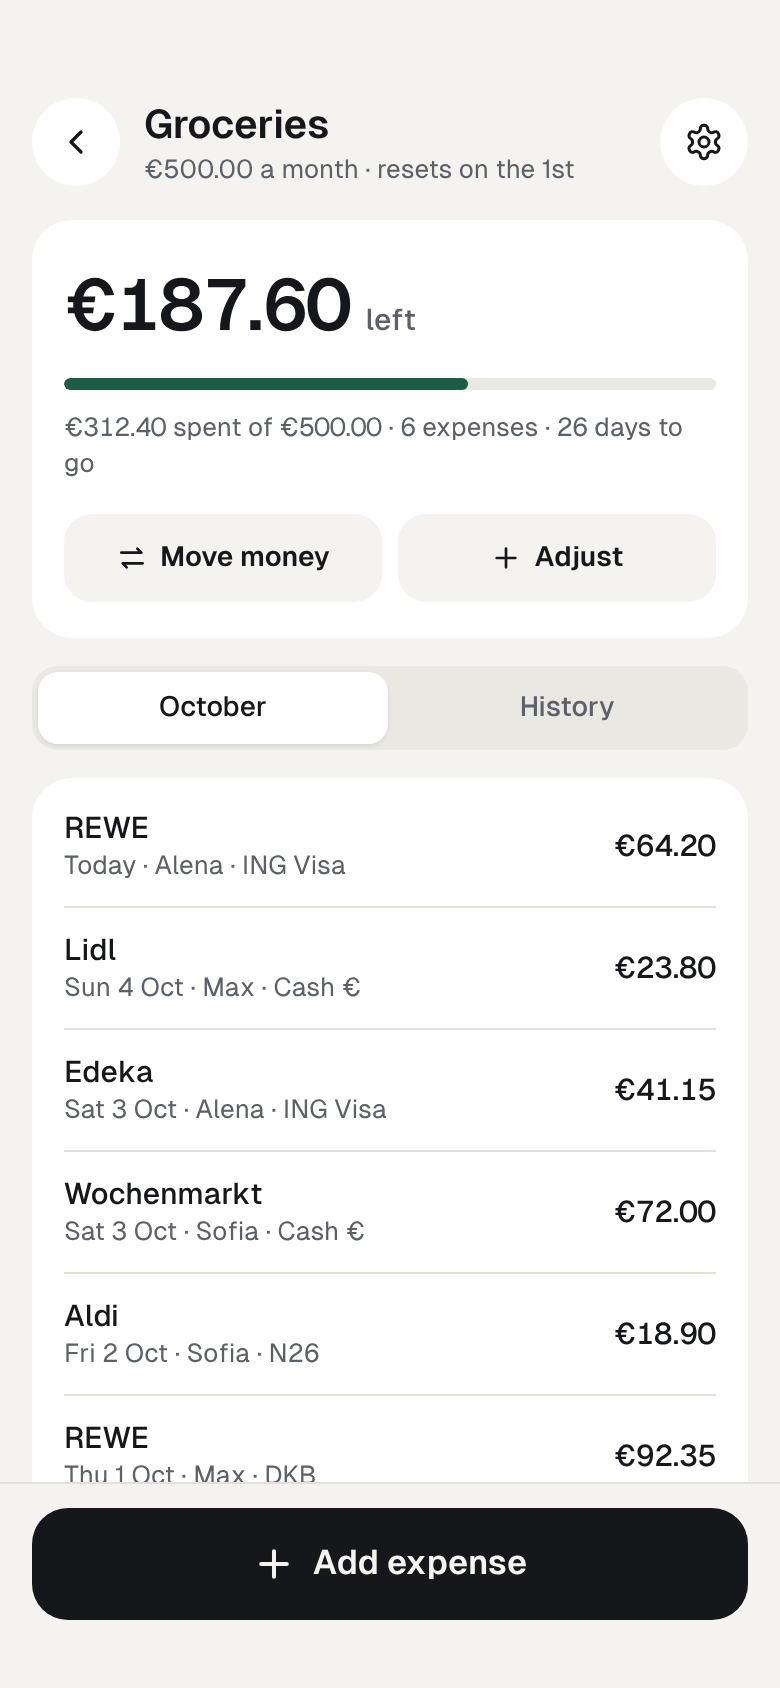 Groceries
€500.00 a month · resets on the 1st
€187.60 left
€312.40 spent of €500.00 · 6 expenses · 26 days to
go
Move money
Adjust
October
History
REWE
€64.20
Today · Alena · ING Visa
Lidl
€23.80
Sun 4 Oct · Max · Cash €
Edeka
€41.15
Sat 3 Oct · Alena · ING Visa
Wochenmarkt
€72.00
Sat 3 Oct · Sofia · Cash €
Aldi
€18.90
Fri 2 Oct · Sofia · N26
REWE
€92.35
Thu 1 Oct · Max · DKB
Add expense